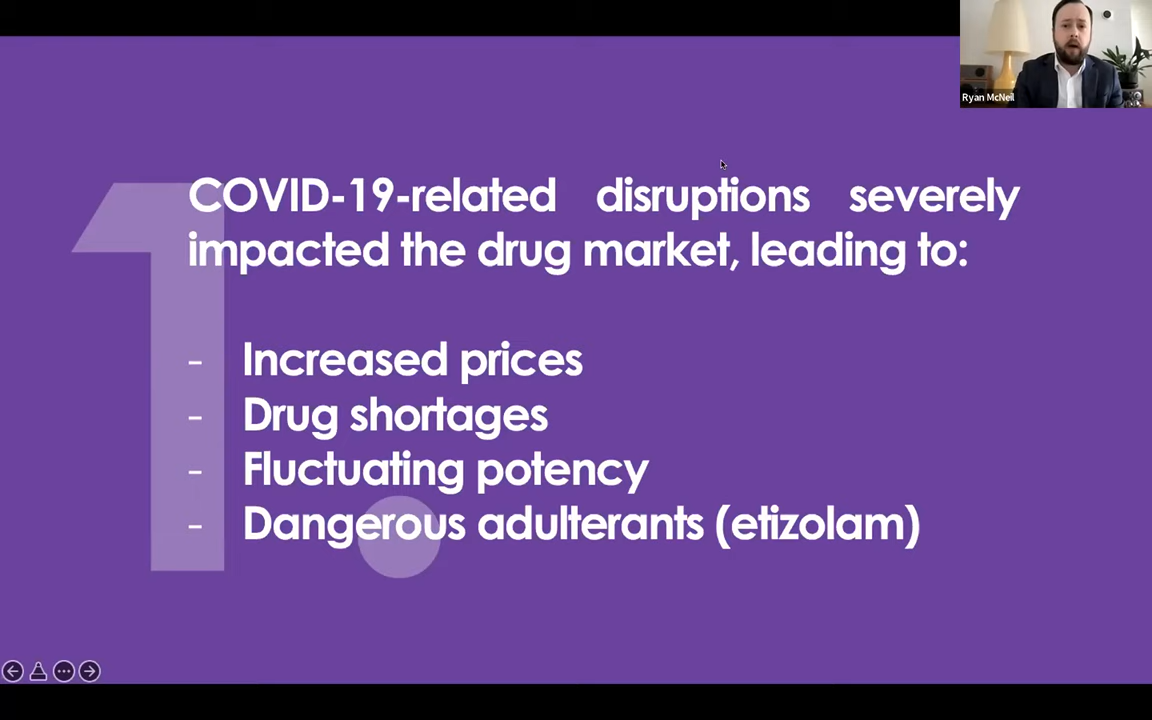 Ryan McNeil
1.
COVID-19-related disruptions severely
impacted the drug market, leading to:
- Increased prices
- Drug shortages
- Fluctuating potency
- Dangerous adulterants (etizolam)